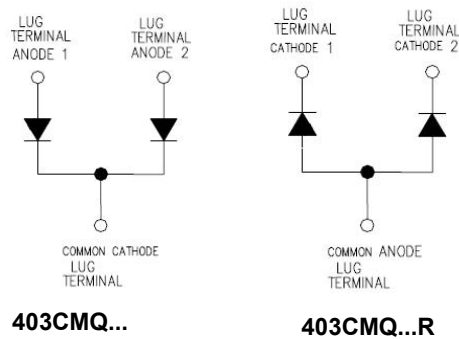 LUG
TERMINAL
ANODE 1
LUG
TERMINAL
ANODE 2
COMMON CATHODE
LUG
TERMINAL
403CMQ...
LUG
TERMINAL
CATHODE 1
LUG
TERMINAL
CATHODE 2
COMMON ANODE
LUG
TERMINAL
403CMQ...R